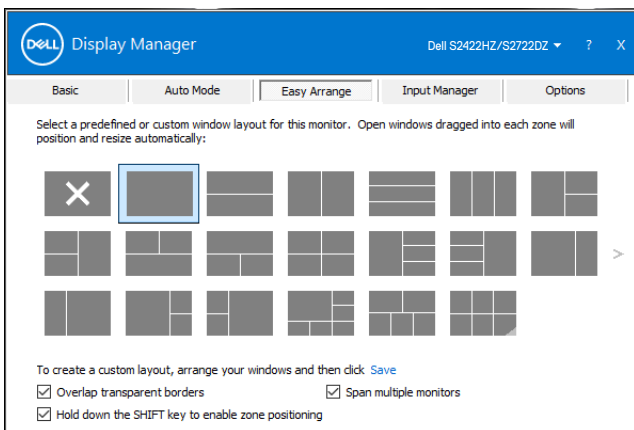 DELL Display Manager Dell S2422HZ/S2722DZ ? X
Basic Auto Mode Easy Arrange Input Manager Options
Select a predefined or custom window layout for this monitor. Open windows dragged into each zone will
position and resize automatically:
To create a custom layout, arrange your windows and then click Save
Overlap transparent borders Span multiple monitors
Hold down the SHIFT key to enable zone positioning